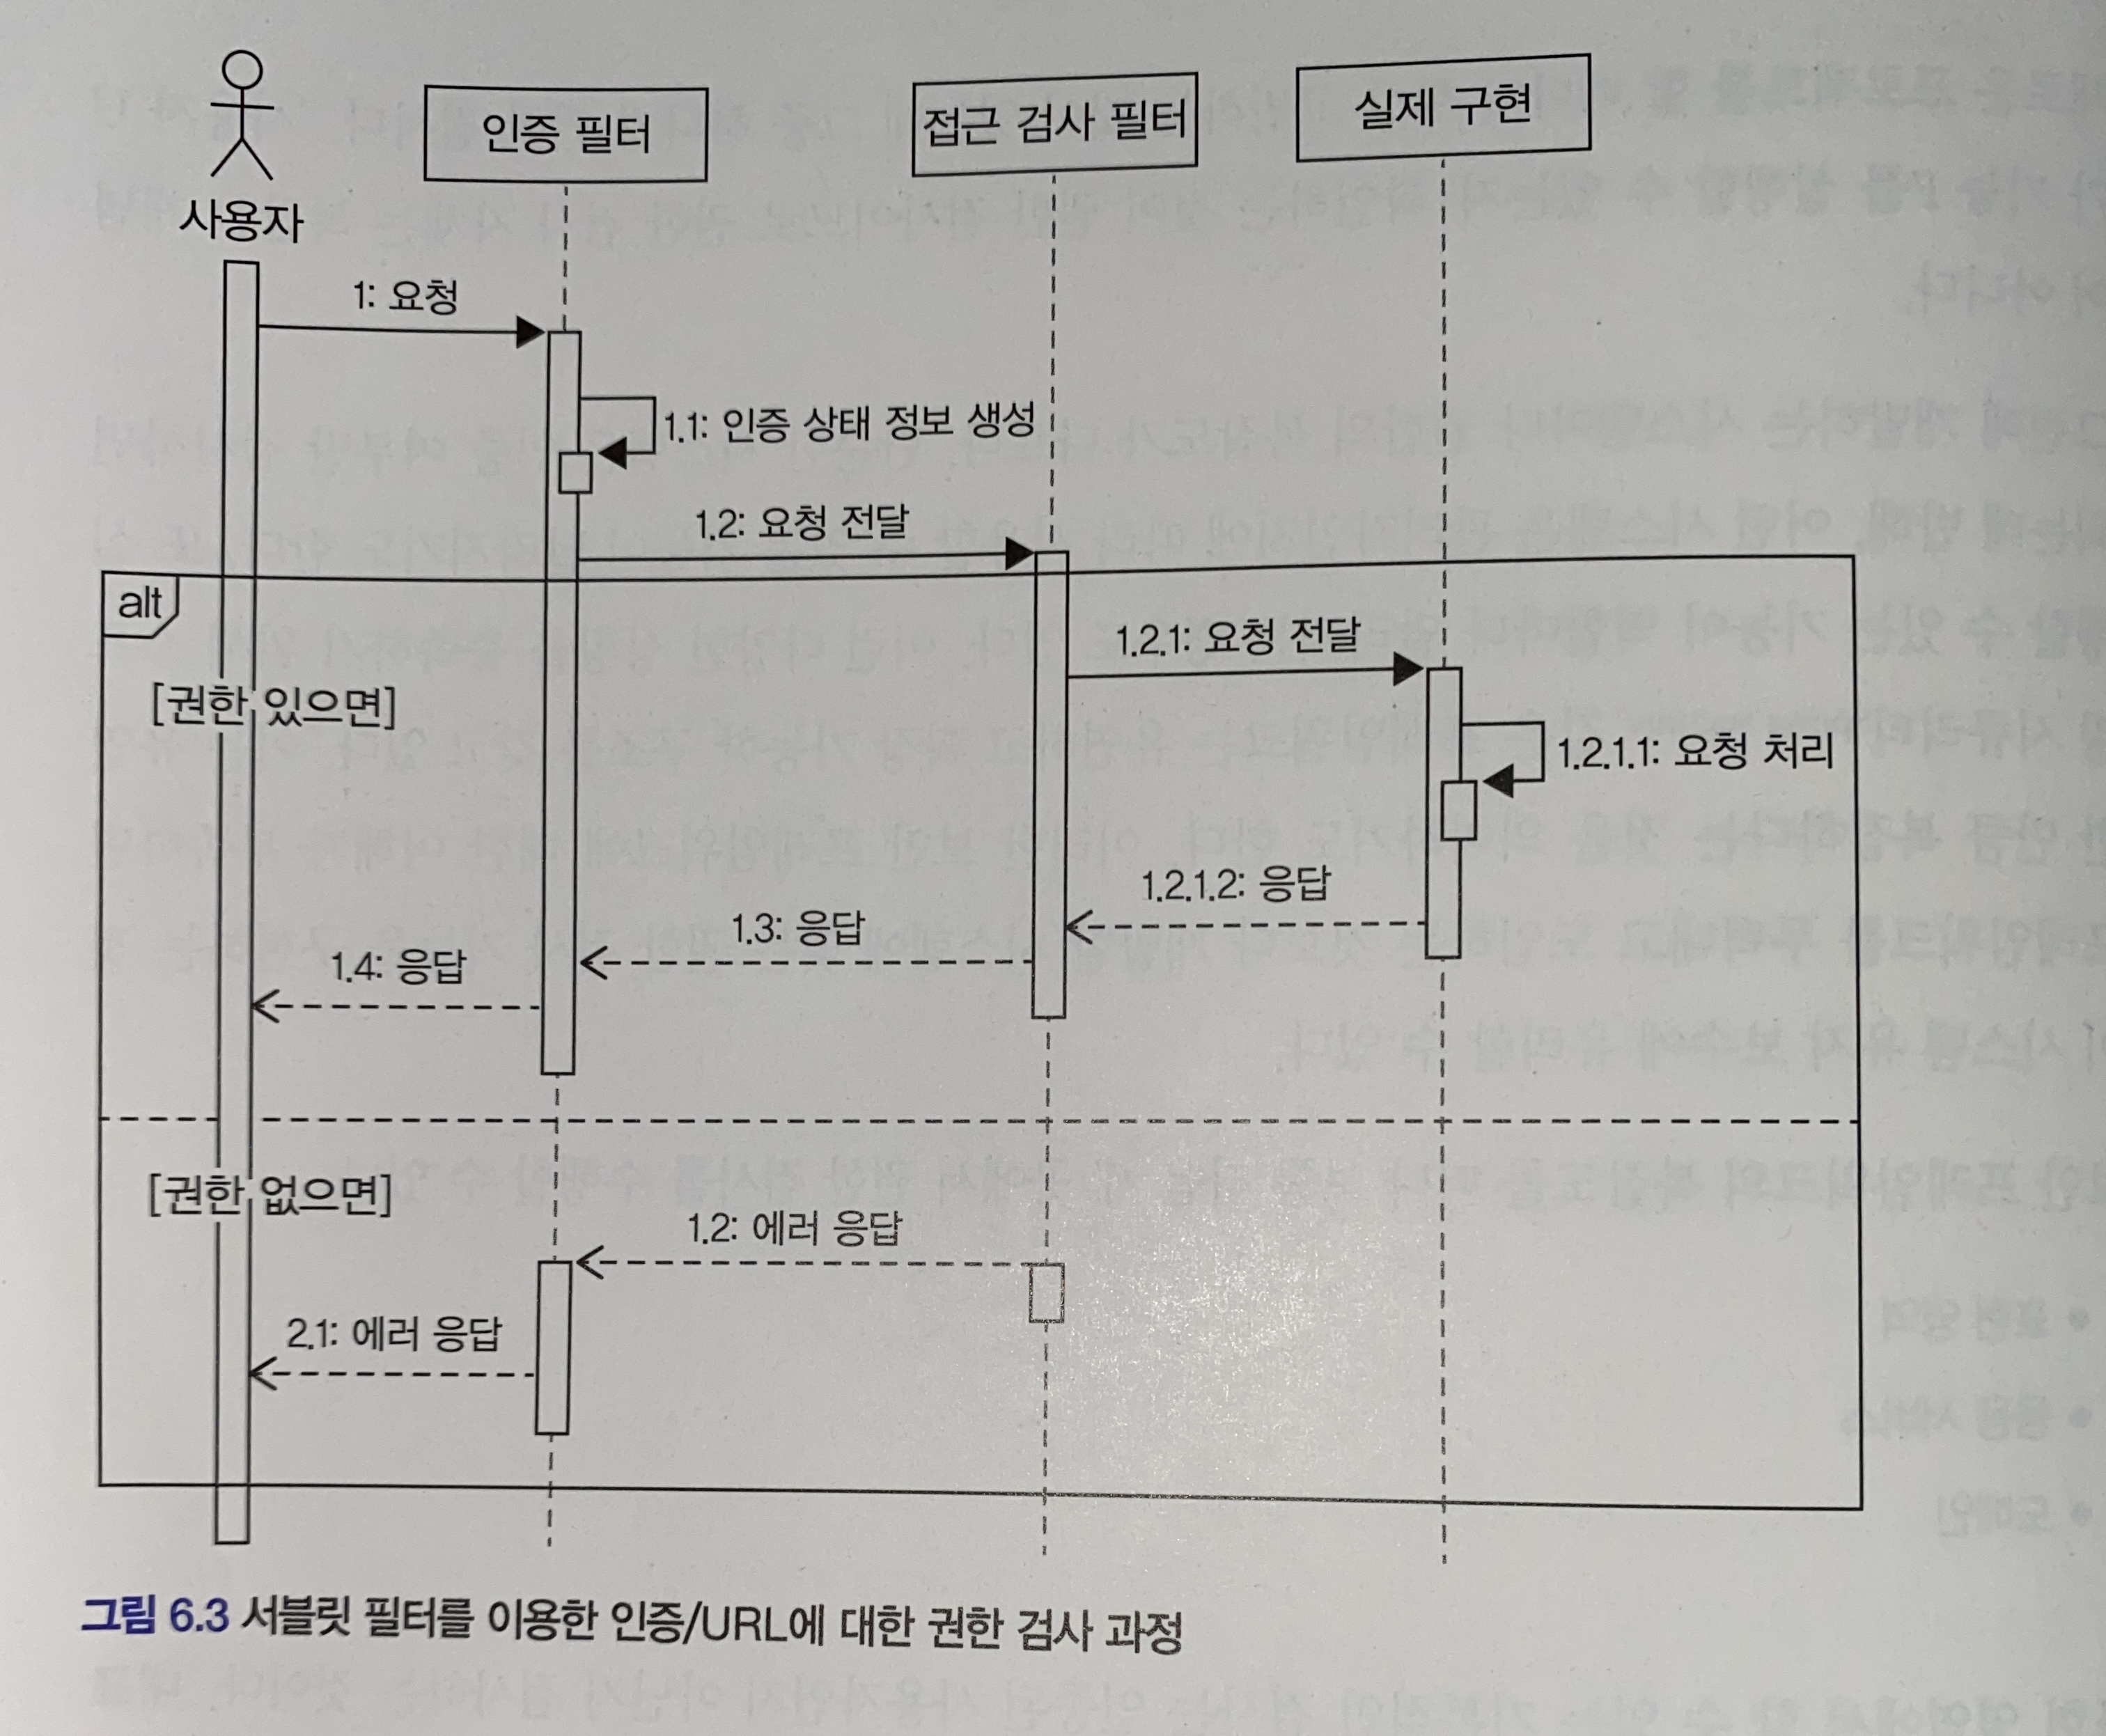 사용자
인증 필터
접근 검사 필터
실제 구현
1: 요청
1.1: 인증 상태 정보 생성
1.2: 요청 전달
alt
[권한 있으면]
1.2.1: 요청 전달
1.2.1.1: 요청 처리
1.2.1.2: 응답
1.3: 응답
1.4: 응답
[권한 없으면]
1.2: 에러 응답
2.1: 에러 응답
그림 6.3 서블릿 필터를 이용한 인증/URL에 대한 권한 검사 과정